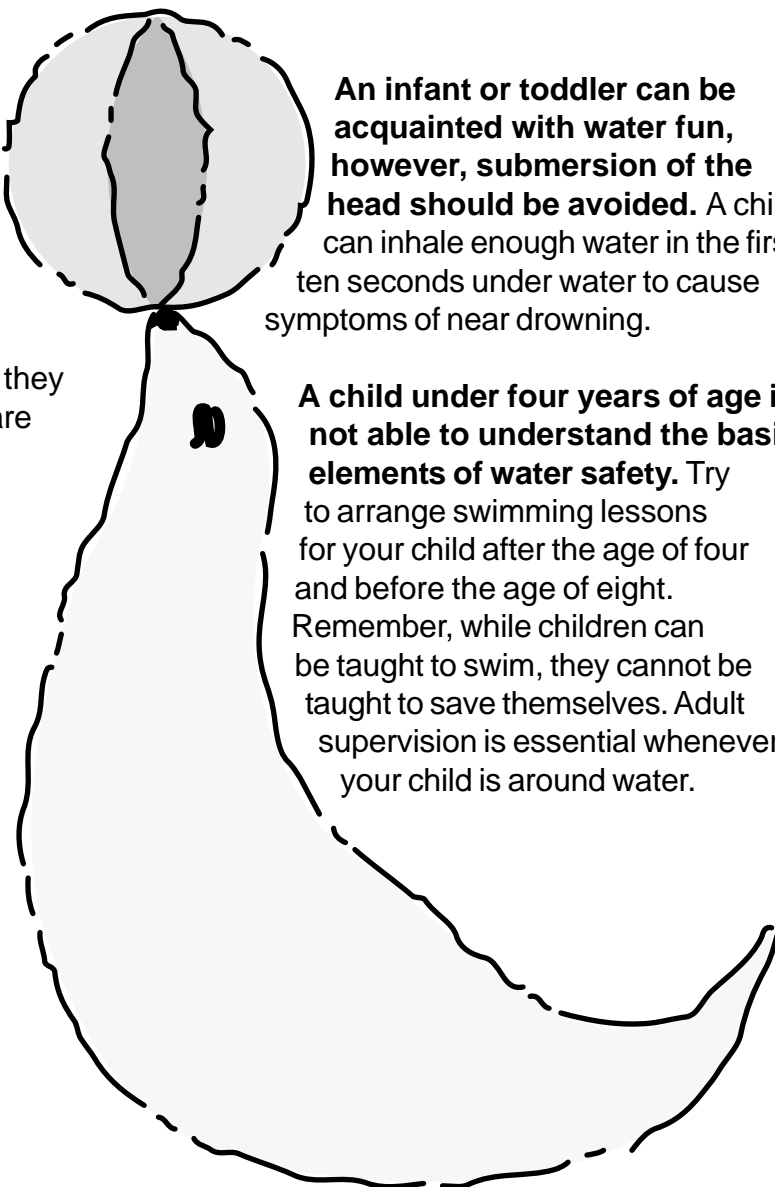 An infant or toddler can be
acquainted with water fun,
however, submersion of the
head should be avoided. A chi
can inhale enough water in the firs
ten seconds under water to cause
symptoms of near drowning.
they
are
A child under four years of age i
not able to understand the basi
elements of water safety. Try
to arrange swimming lessons
for your child after the age of four
and before the age of eight.
Remember, while children can
be taught to swim, they cannot be
taught to save themselves. Adult
supervision is essential whenever
your child is around water.